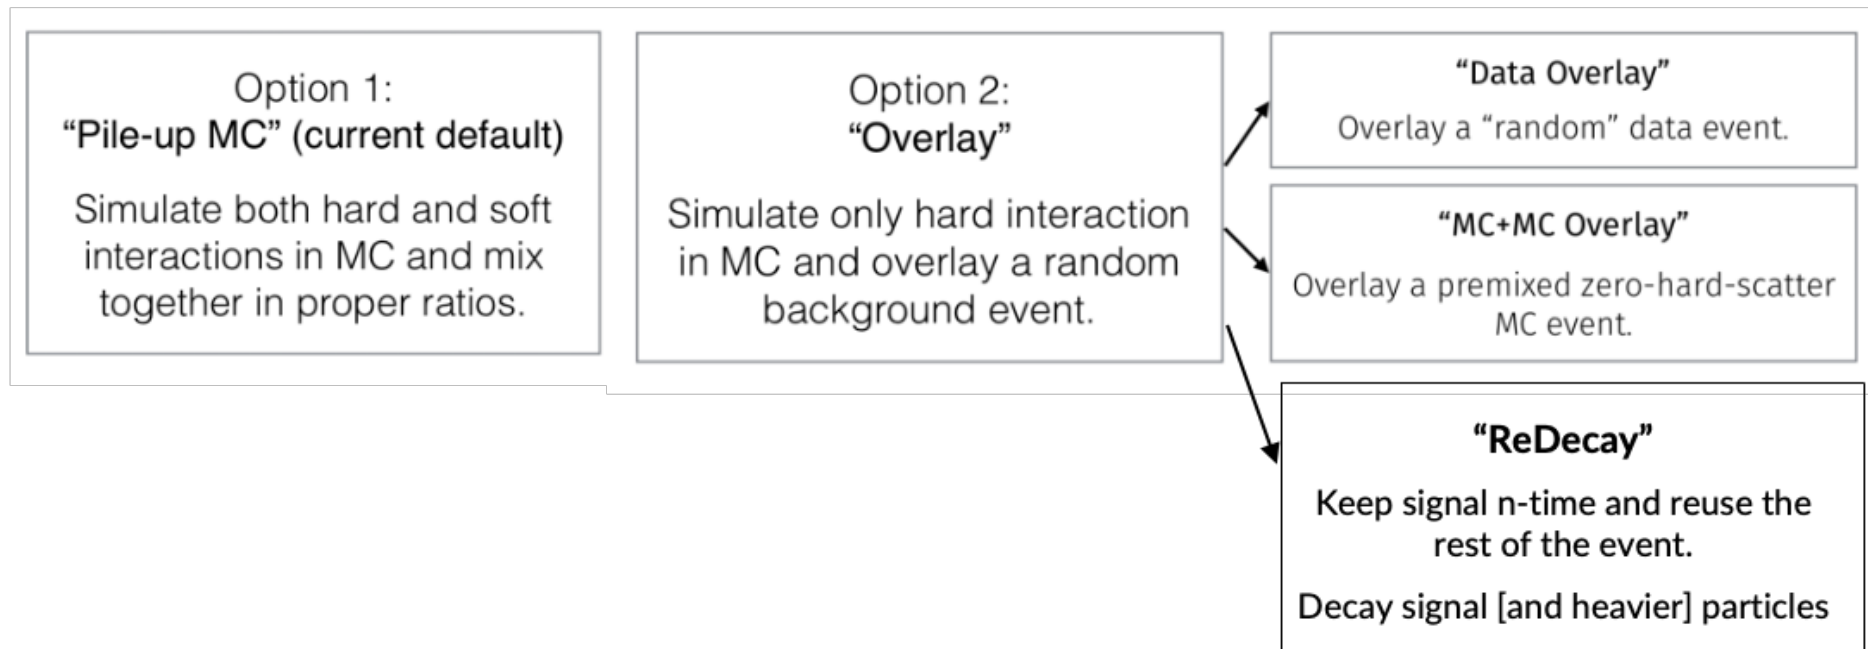 Option 1:
“Pile-up MC” (current default)
Simulate both hard and soft
interactions in MC and mix
together in proper ratios.
Option 2:
“Overlay”
Simulate only hard interaction
in MC and overlay a random
background event.
“Data Overlay”
Overlay a “random” data event.
“MC+MC Overlay”
Overlay a premixed zero-hard-scatter
MC event.
“ReDecay”
Keep signal n-time and reuse the
rest of the event.
Decay signal [and heavier] particles